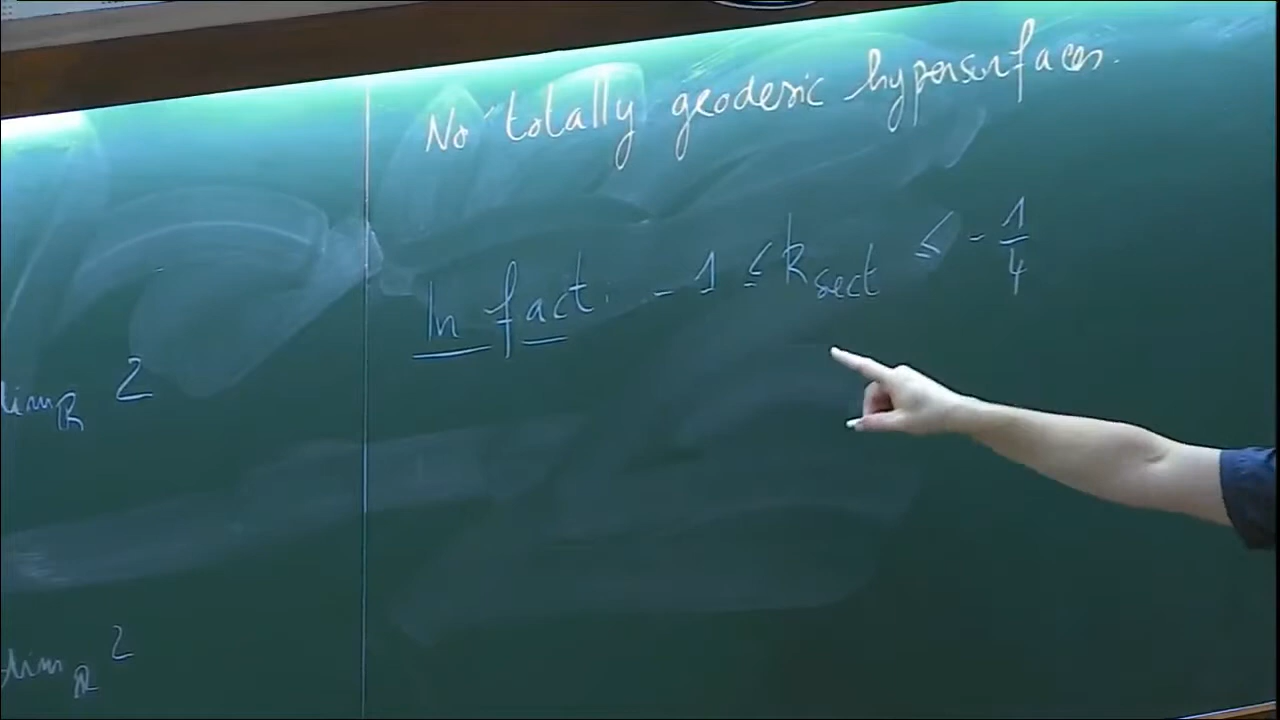 dim_R 2
dim_R 2
No totally geodesic hypersurfaces.
In fact: -1 ≤ k_sect ≤ -1/4